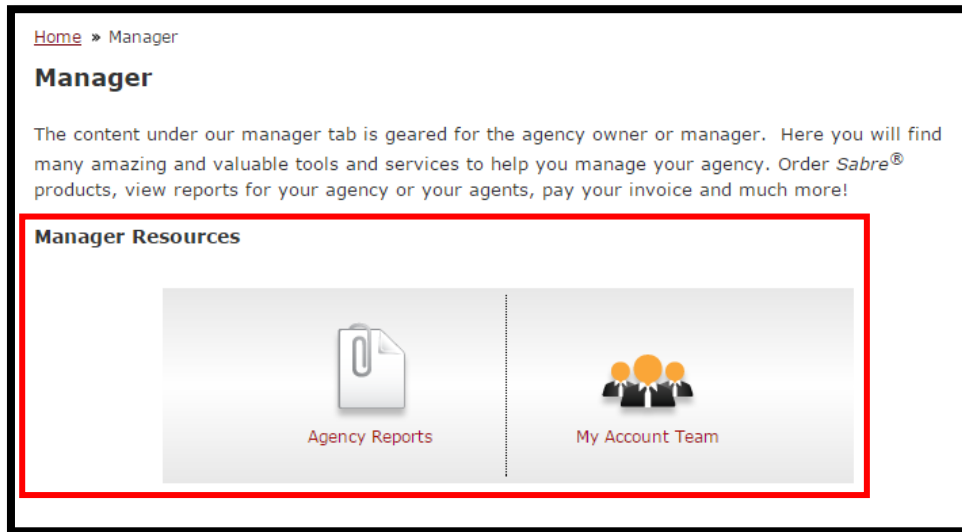 Home » Manager
Manager
The content under our manager tab is geared for the agency owner or manager.  Here you will find
many amazing and valuable tools and services to help you manage your agency. Order Sabre®
products, view reports for your agency or your agents, pay your invoice and much more!
Manager Resources
Agency Reports
My Account Team